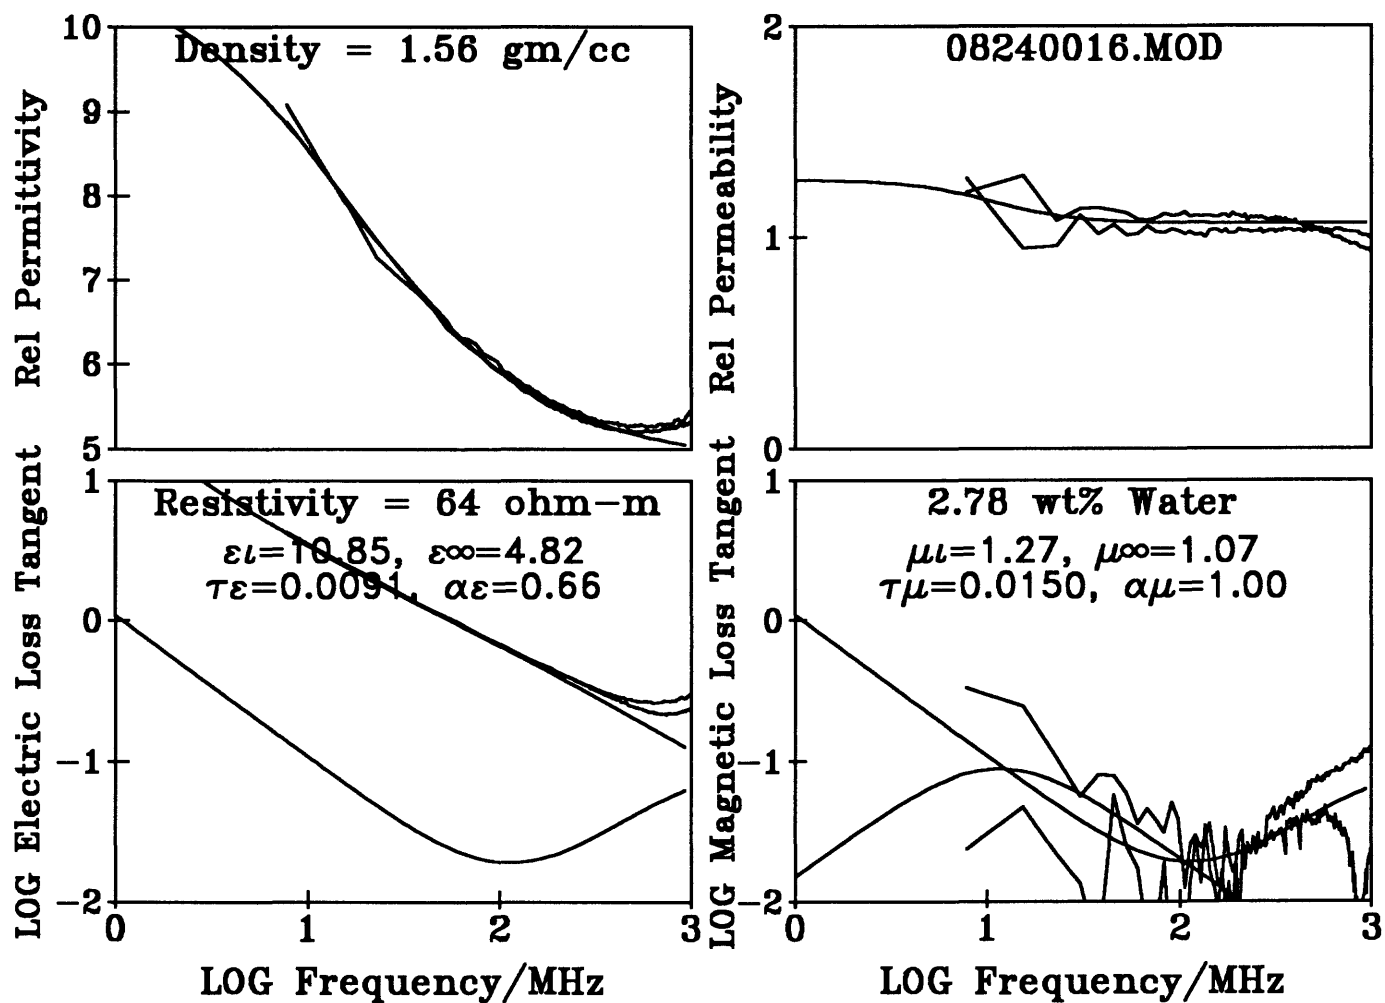 10
9
8
7
6
5
Rel Permittivity
Density = 1.56 gm/cc
2
1
0
Rel Permeability
08240016.MOD
1
0
-1
-2
LOG Electric Loss Tangent
Resistivity = 64 ohm-m
ει=10.85, ε∞=4.82
τε=0.0091, αε=0.66
0 1 2 3
LOG Frequency/MHz
1
0
-1
-2
LOG Magnetic Loss Tangent
2.78 wt% Water
μι=1.27, μ∞=1.07
τμ=0.0150, αμ=1.00
0 1 2 3
LOG Frequency/MHz